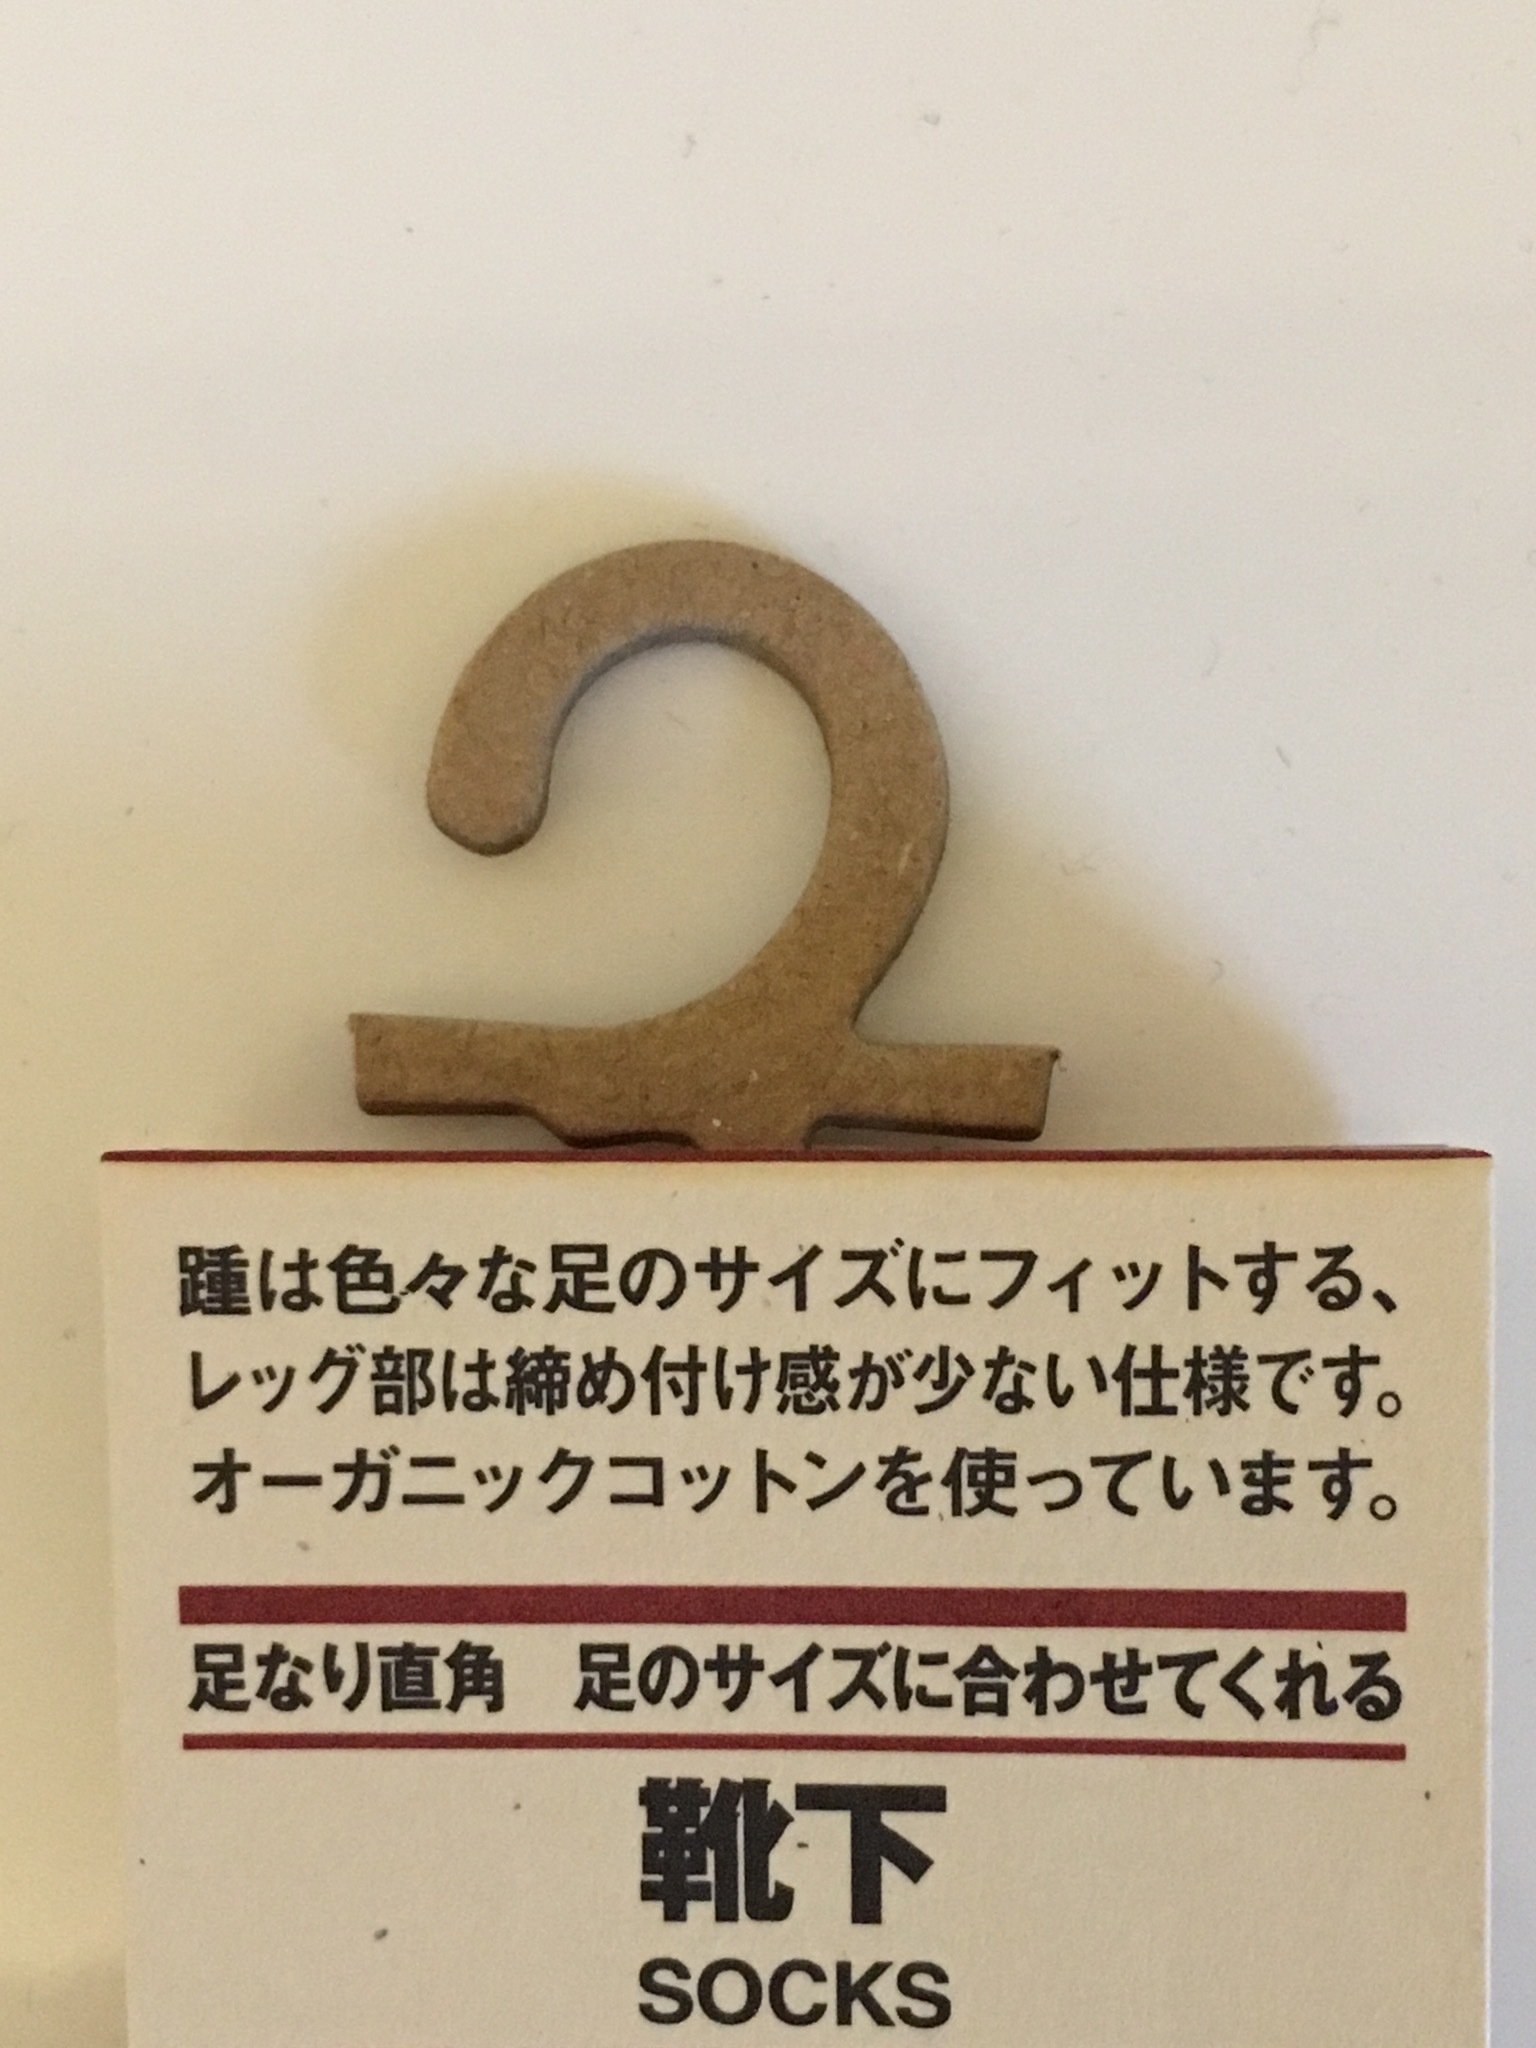 踵は色々な足のサイズにフィットする、
レッグ部は締め付け感が少ない仕様です。
オーガニックコットンを使っています。
足なり直角　足のサイズに合わせてくれる
靴下
SOCKS